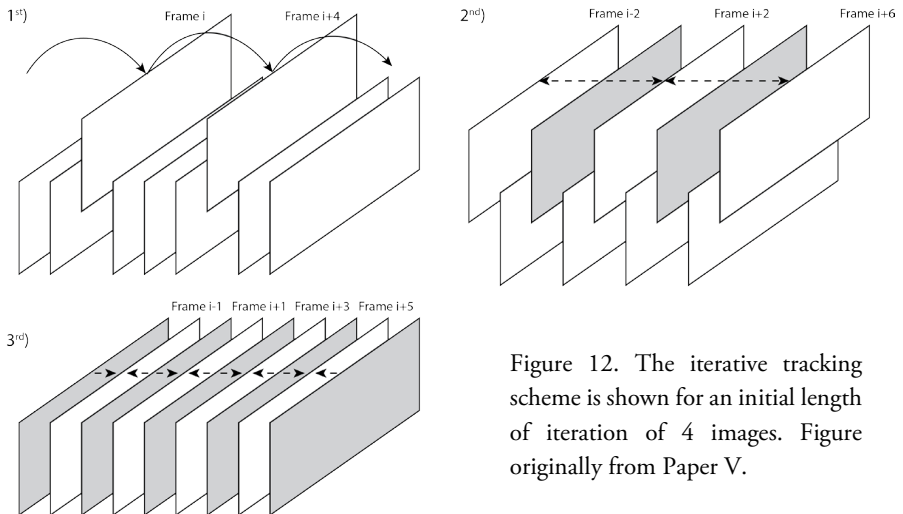 1st)
Frame i
Frame i+4
2nd)
Frame i-2
Frame i+2
Frame i+6
3rd)
Frame i-1
Frame i+1
Frame i+3
Frame i+5
Figure 12. The iterative tracking
scheme is shown for an initial length
of iteration of 4 images. Figure
originally from Paper V.